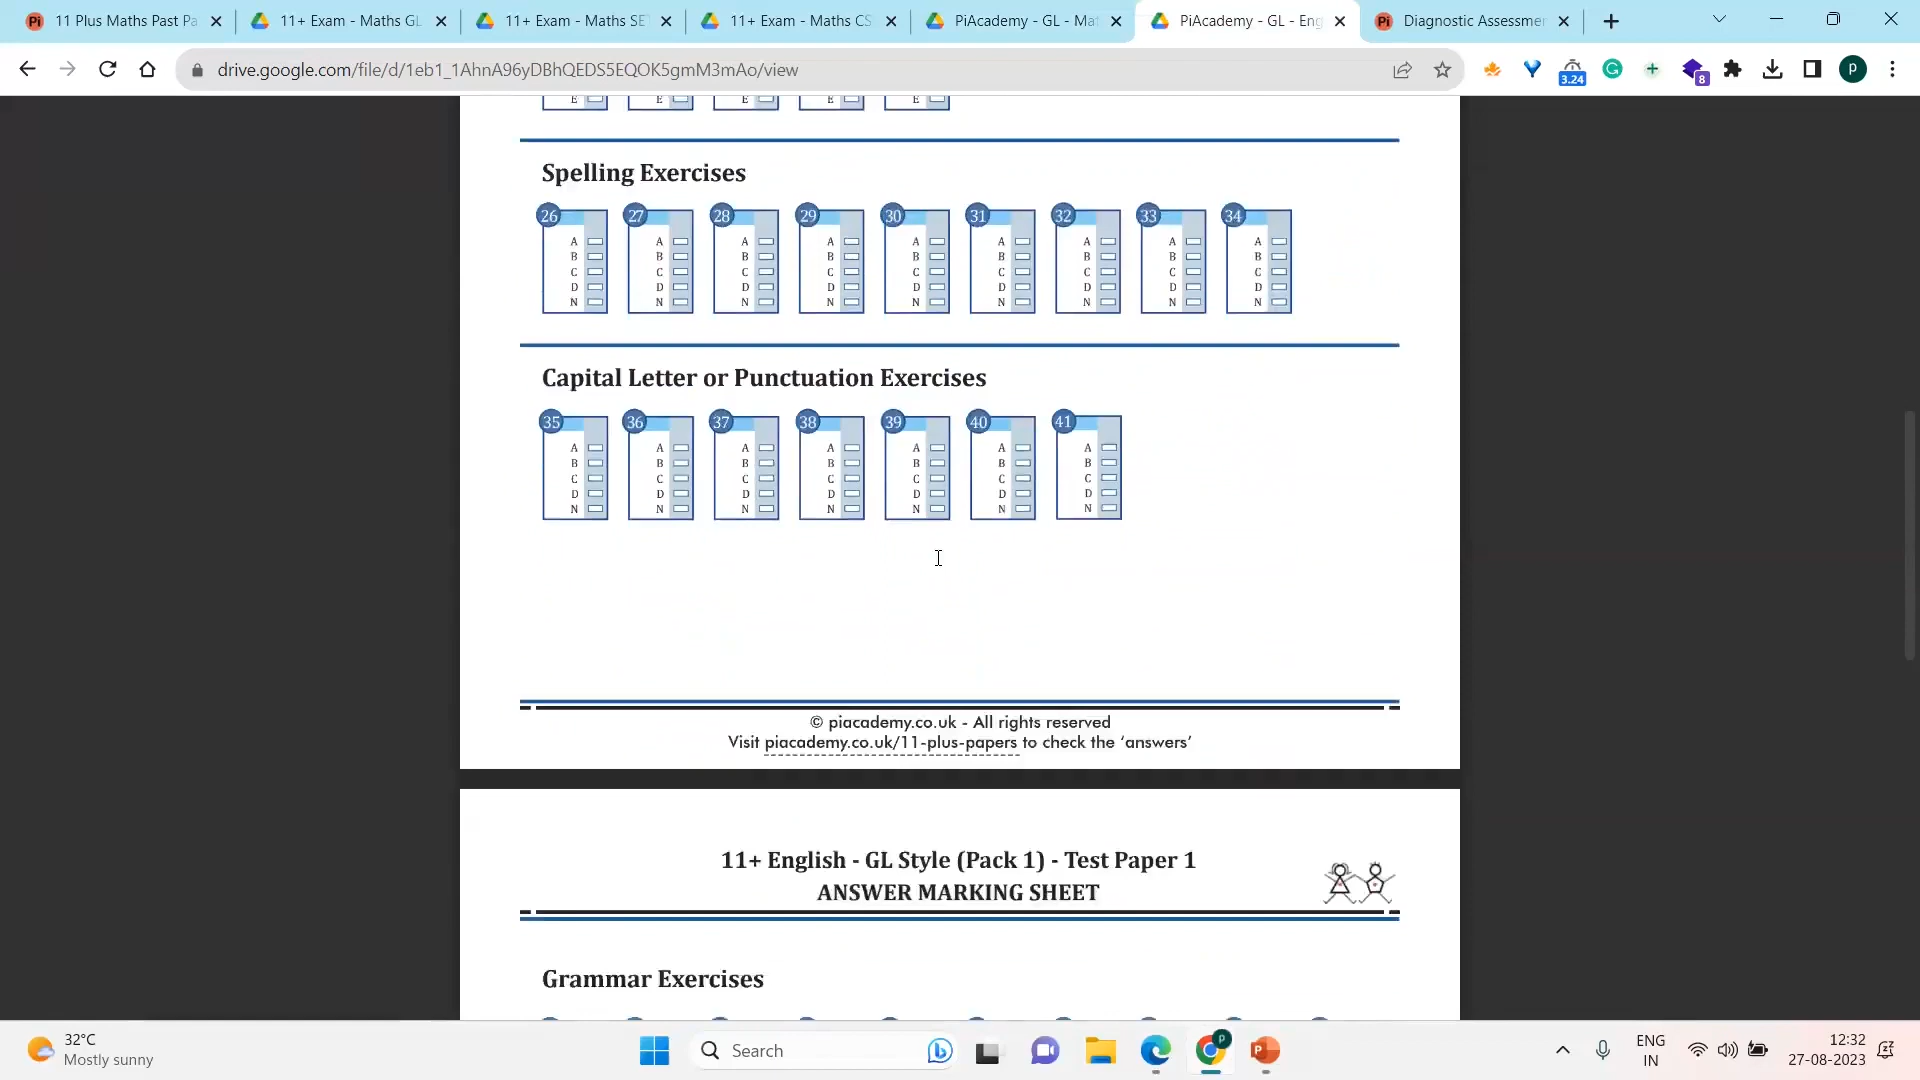 11 Plus Maths Past Pa
11+ Exam - Maths GL
11+ Exam - Maths SE
11+ Exam - Maths CS
PiAcademy - GL - Mat
PiAcademy - GL - Eng
Pi Diagnostic Assessmen
drive.google.com/file/d/1eb1_1AhnA96yDBhQEDS5EQOK5gmM3mAo/view
3.24
8
P
E E E E E
Spelling Exercises
26 27 28 29 30 31 32 33 34
A A A A A A A A A
B B B B B B B B B
C C C C C C C C C
D D D D D D D D D
N N N N N N N N N
Capital Letter or Punctuation Exercises
35 36 37 38 39 40 41
A A A A A A A
B B B B B B B
C C C C C C C
D D D D D D D
N N N N N N N
© piacademy.co.uk - All rights reserved
Visit piacademy.co.uk/11-plus-papers to check the ‘answers’
11+ English - GL Style (Pack 1) - Test Paper 1
ANSWER MARKING SHEET
Grammar Exercises
32°C
Mostly sunny
Search
ENG
IN
12:32
27-08-2023